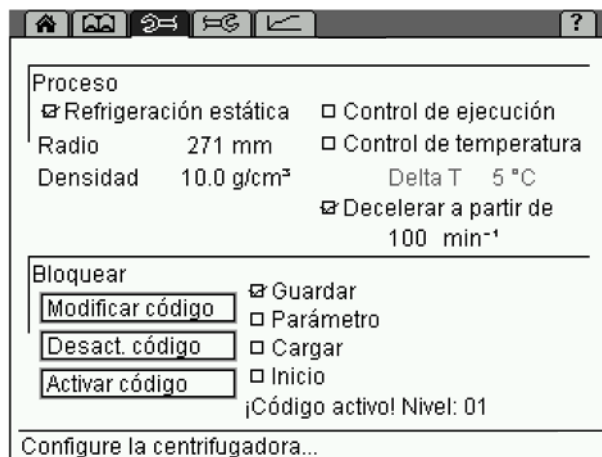 ?
Proceso
Refrigeración estática
Radio 271 mm
Densidad 10.0 g/cm³
Control de ejecución
Control de temperatura
Delta T 5 °C
Decelerar a partir de
100 min⁻¹
Bloquear
Modificar código
Desact. código
Activar código
Guardar
Parámetro
Cargar
Inicio
¡Código activo! Nivel: 01
Configure la centrifugadora...